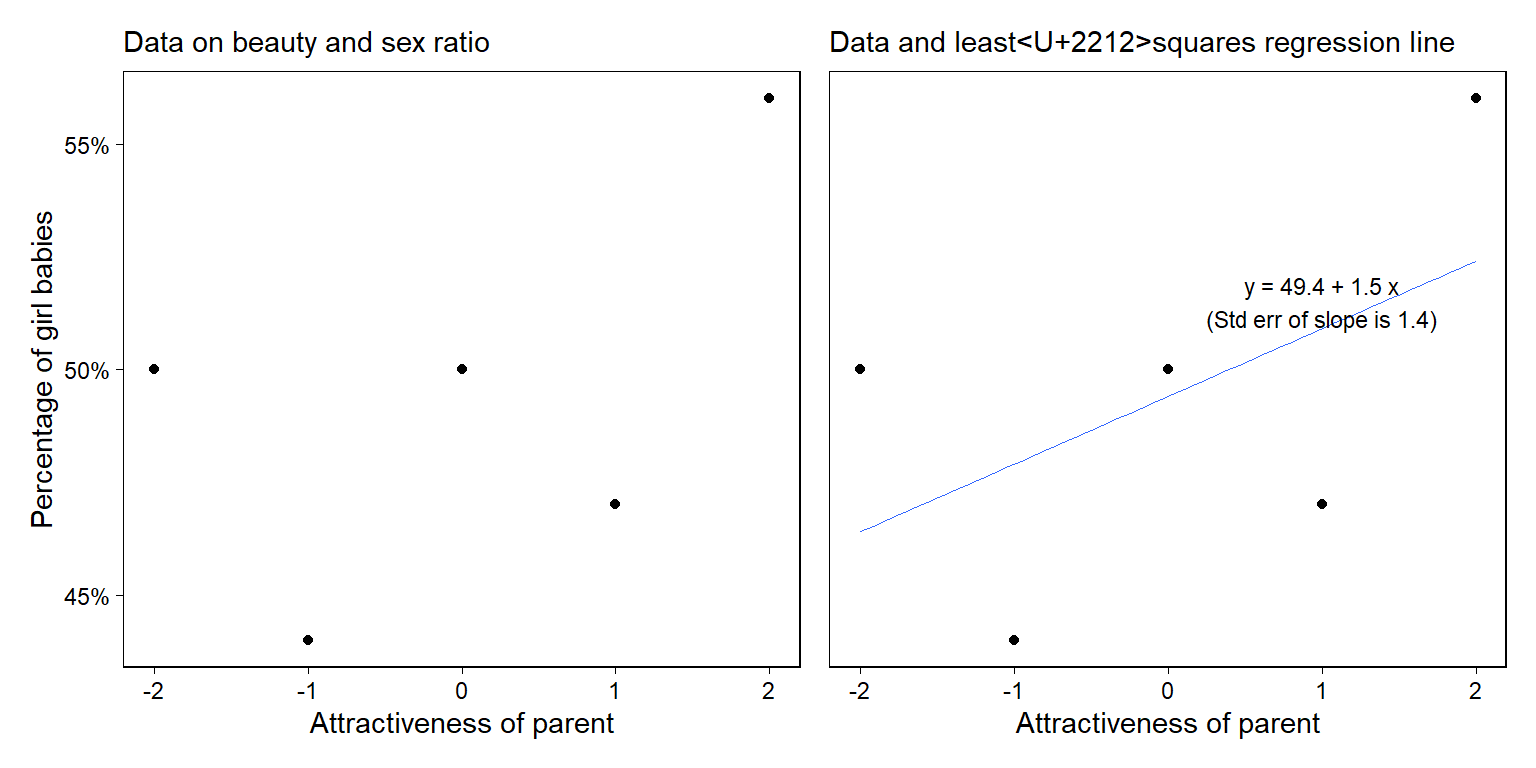 Data on beauty and sex ratio
Data and least<U+2212>squares regression line
Percentage of girl babies
55%
50%
45%
y = 49.4 + 1.5 x
(Std err of slope is 1.4)
-2 -1 0 1 2
-2 -1 0 1 2
Attractiveness of parent
Attractiveness of parent